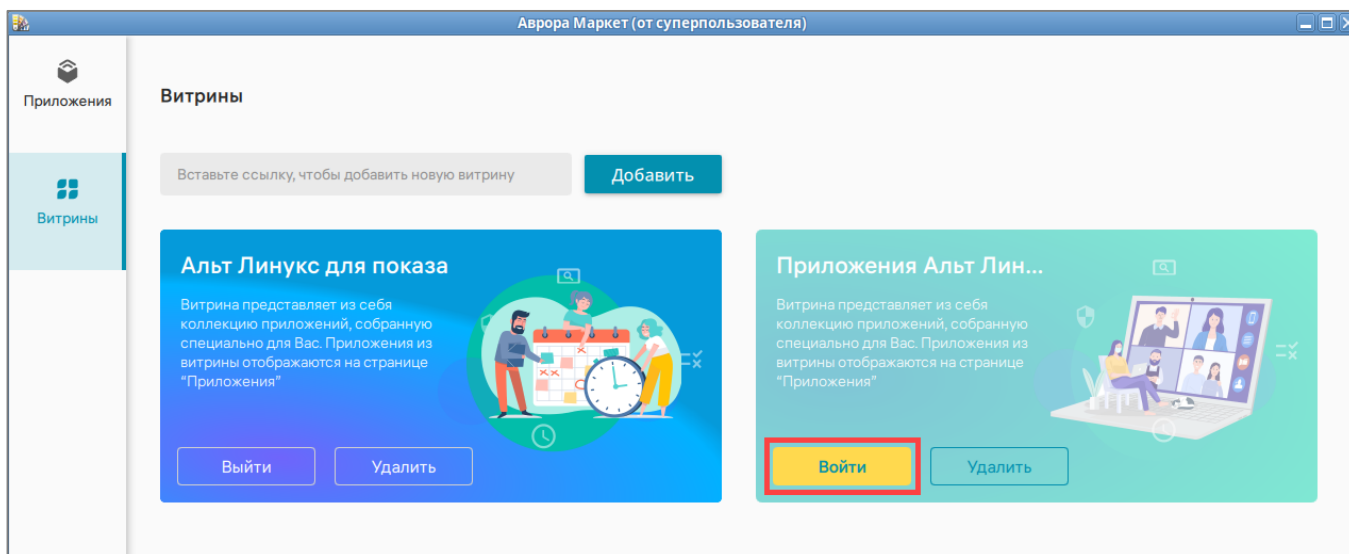 Аврора Маркет (от суперпользователя)
Приложения
Витрины
Витрины
Вставьте ссылку, чтобы добавить новую витрину
Добавить
Альт Линукс для показа
Витрина представляет из себя
коллекцию приложений, собранную
специально для Вас. Приложения из
витрины отображаются на странице
“Приложения”
Выйти
Удалить
Приложения Альт Лин...
Витрина представляет из себя
коллекцию приложений, собранную
специально для Вас. Приложения из
витрины отображаются на странице
“Приложения”
Войти
Удалить